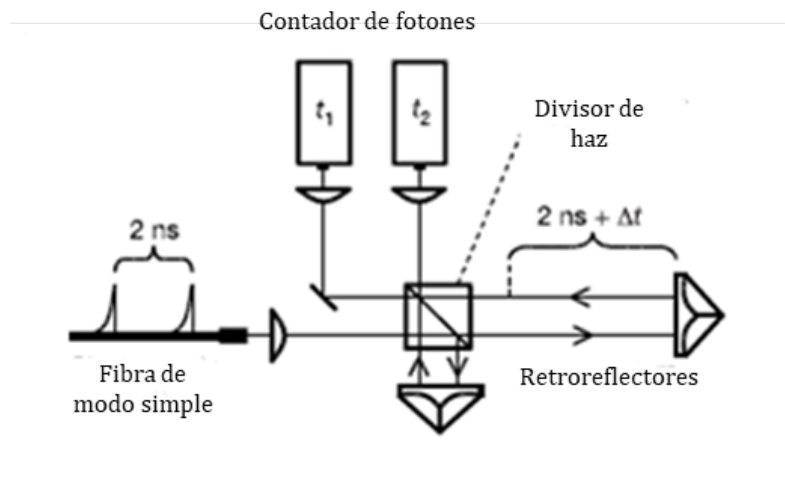 Contador de fotones
t1
t2
Divisor de
haz
2 ns
2 ns + Δt
Fibra de
modo simple
Retroreflectores